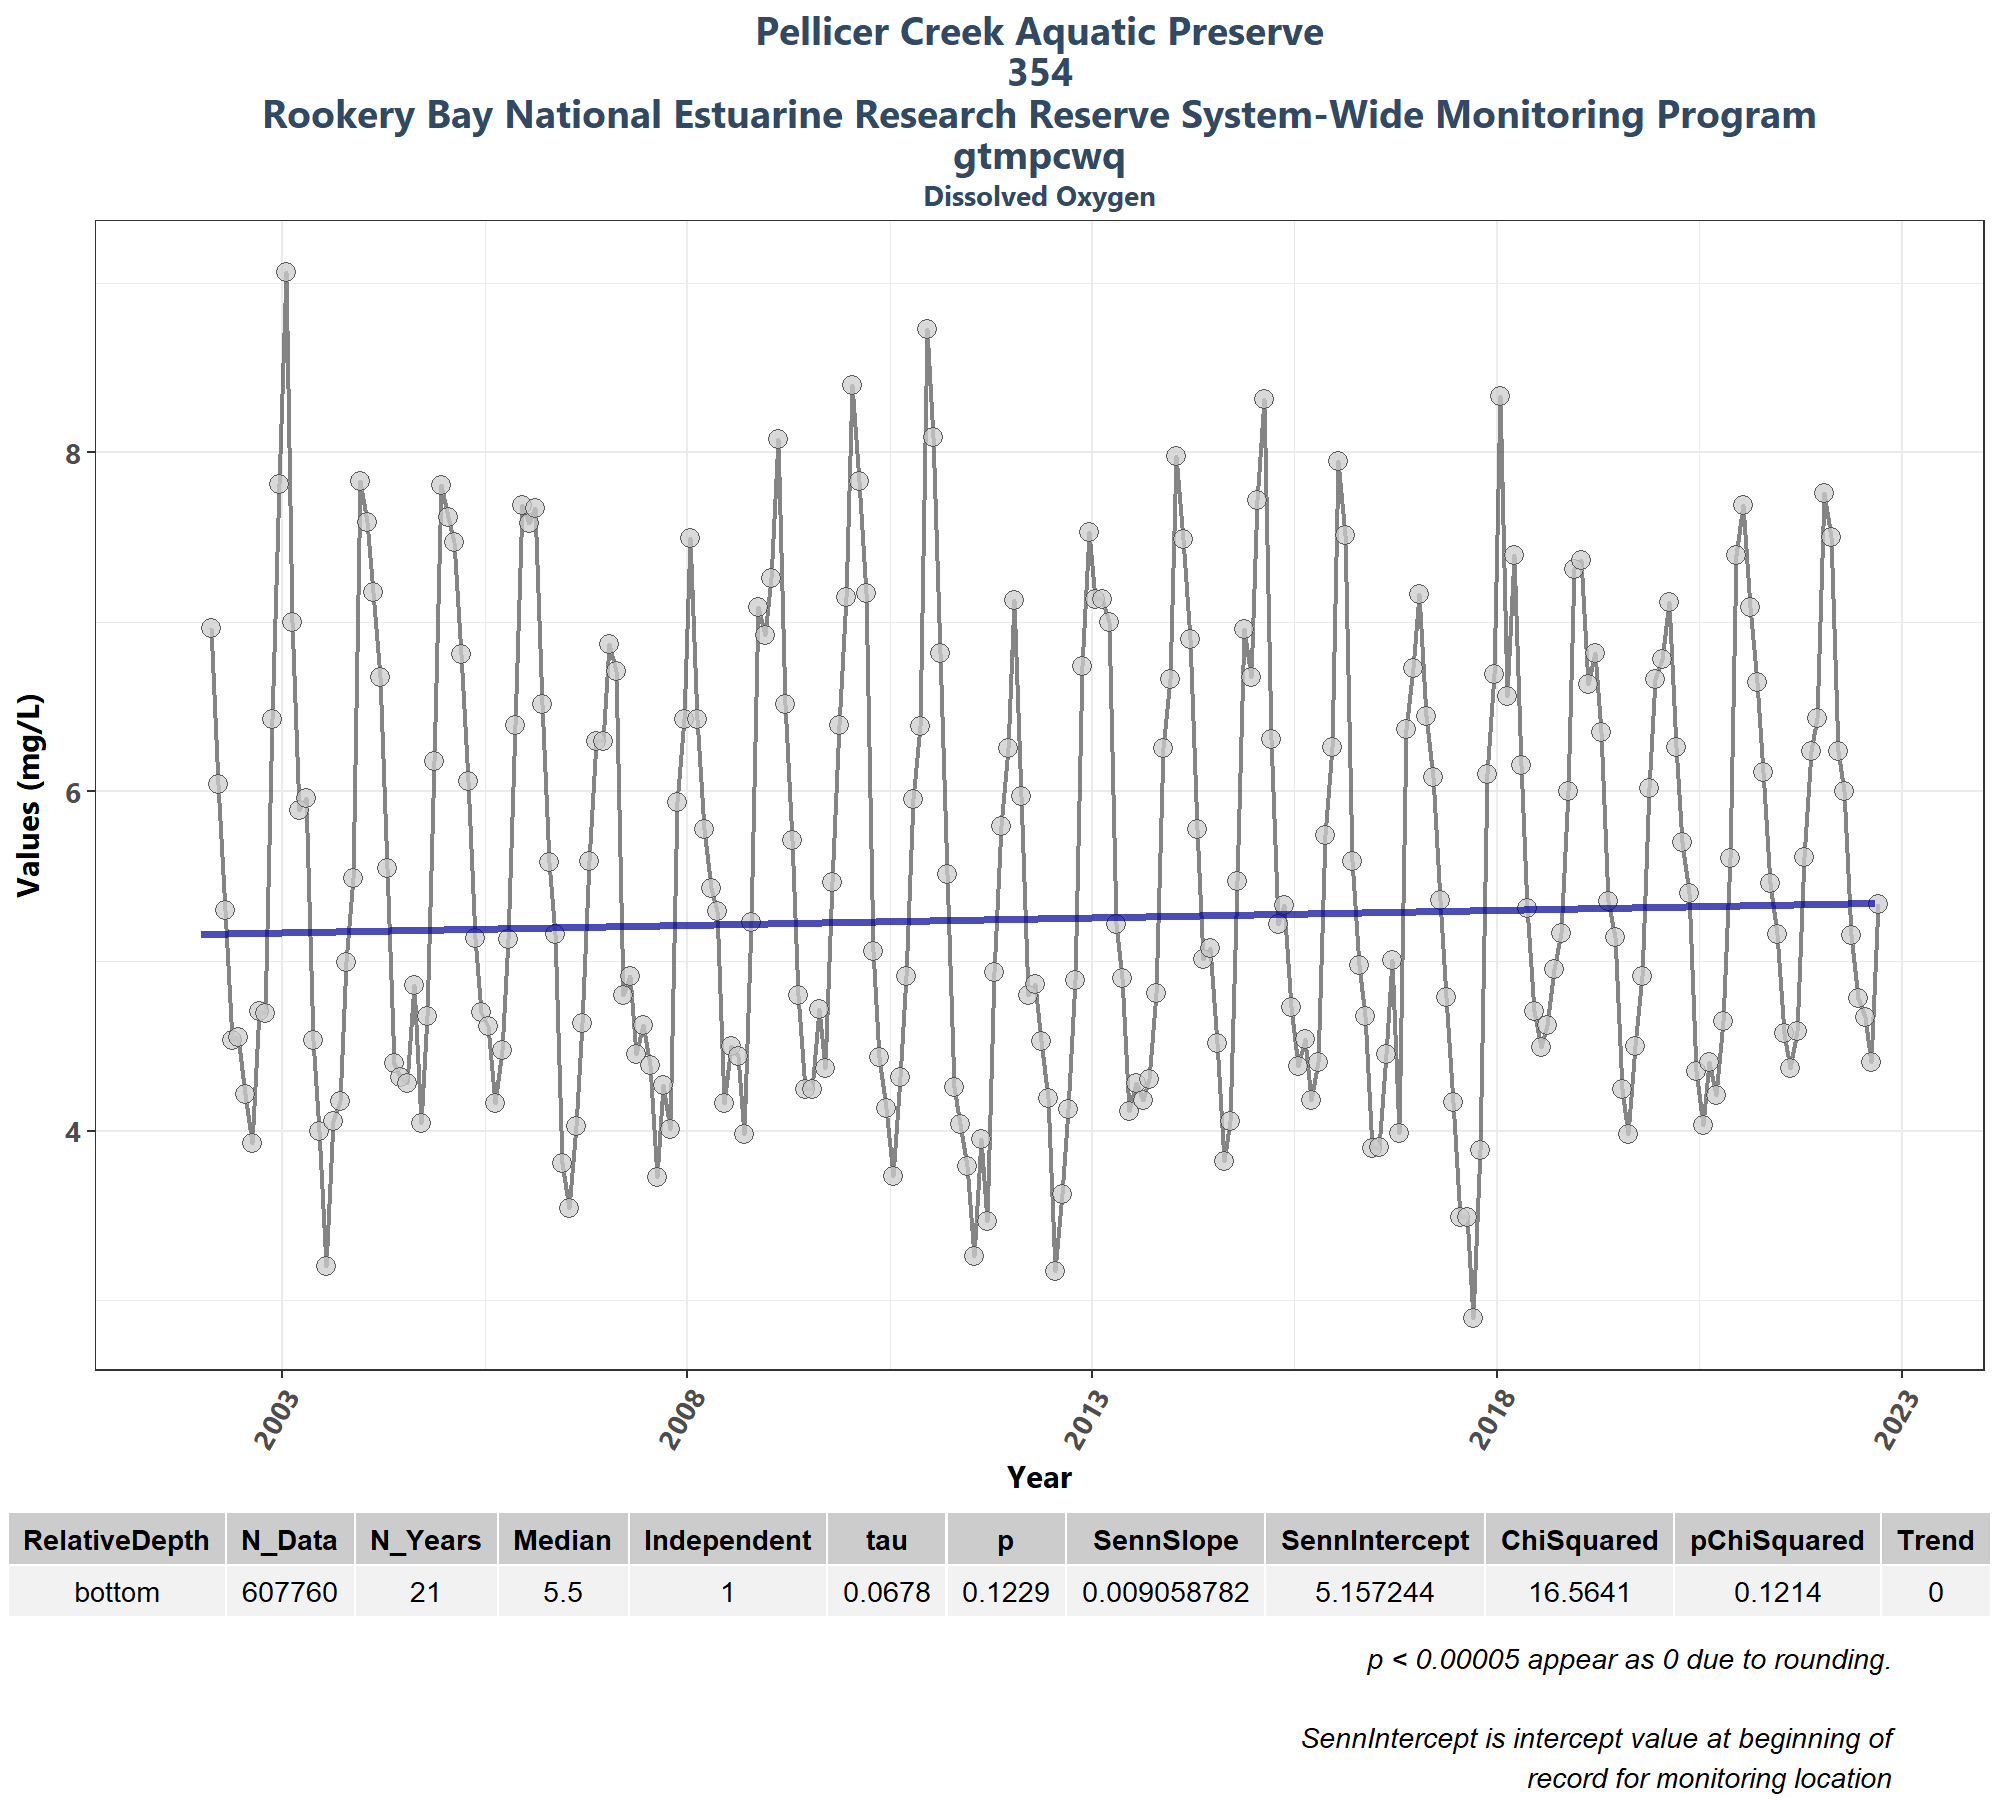 Pellicer Creek Aquatic Preserve
354
Rookery Bay National Estuarine Research Reserve System-Wide Monitoring Program
gtmpcwq
Dissolved Oxygen
8
6
4
Values (mg/L)
2003 2008 2013 2018 2023
Year
RelativeDepth N_Data N_Years Median Independent tau p SennSlope SennIntercept ChiSquared pChiSquared Trend
bottom 607760 21 5.5 1 0.0678 0.1229 0.009058782 5.157244 16.5641 0.1214 0
p < 0.00005 appear as 0 due to rounding.
SennIntercept is intercept value at beginning of
record for monitoring location